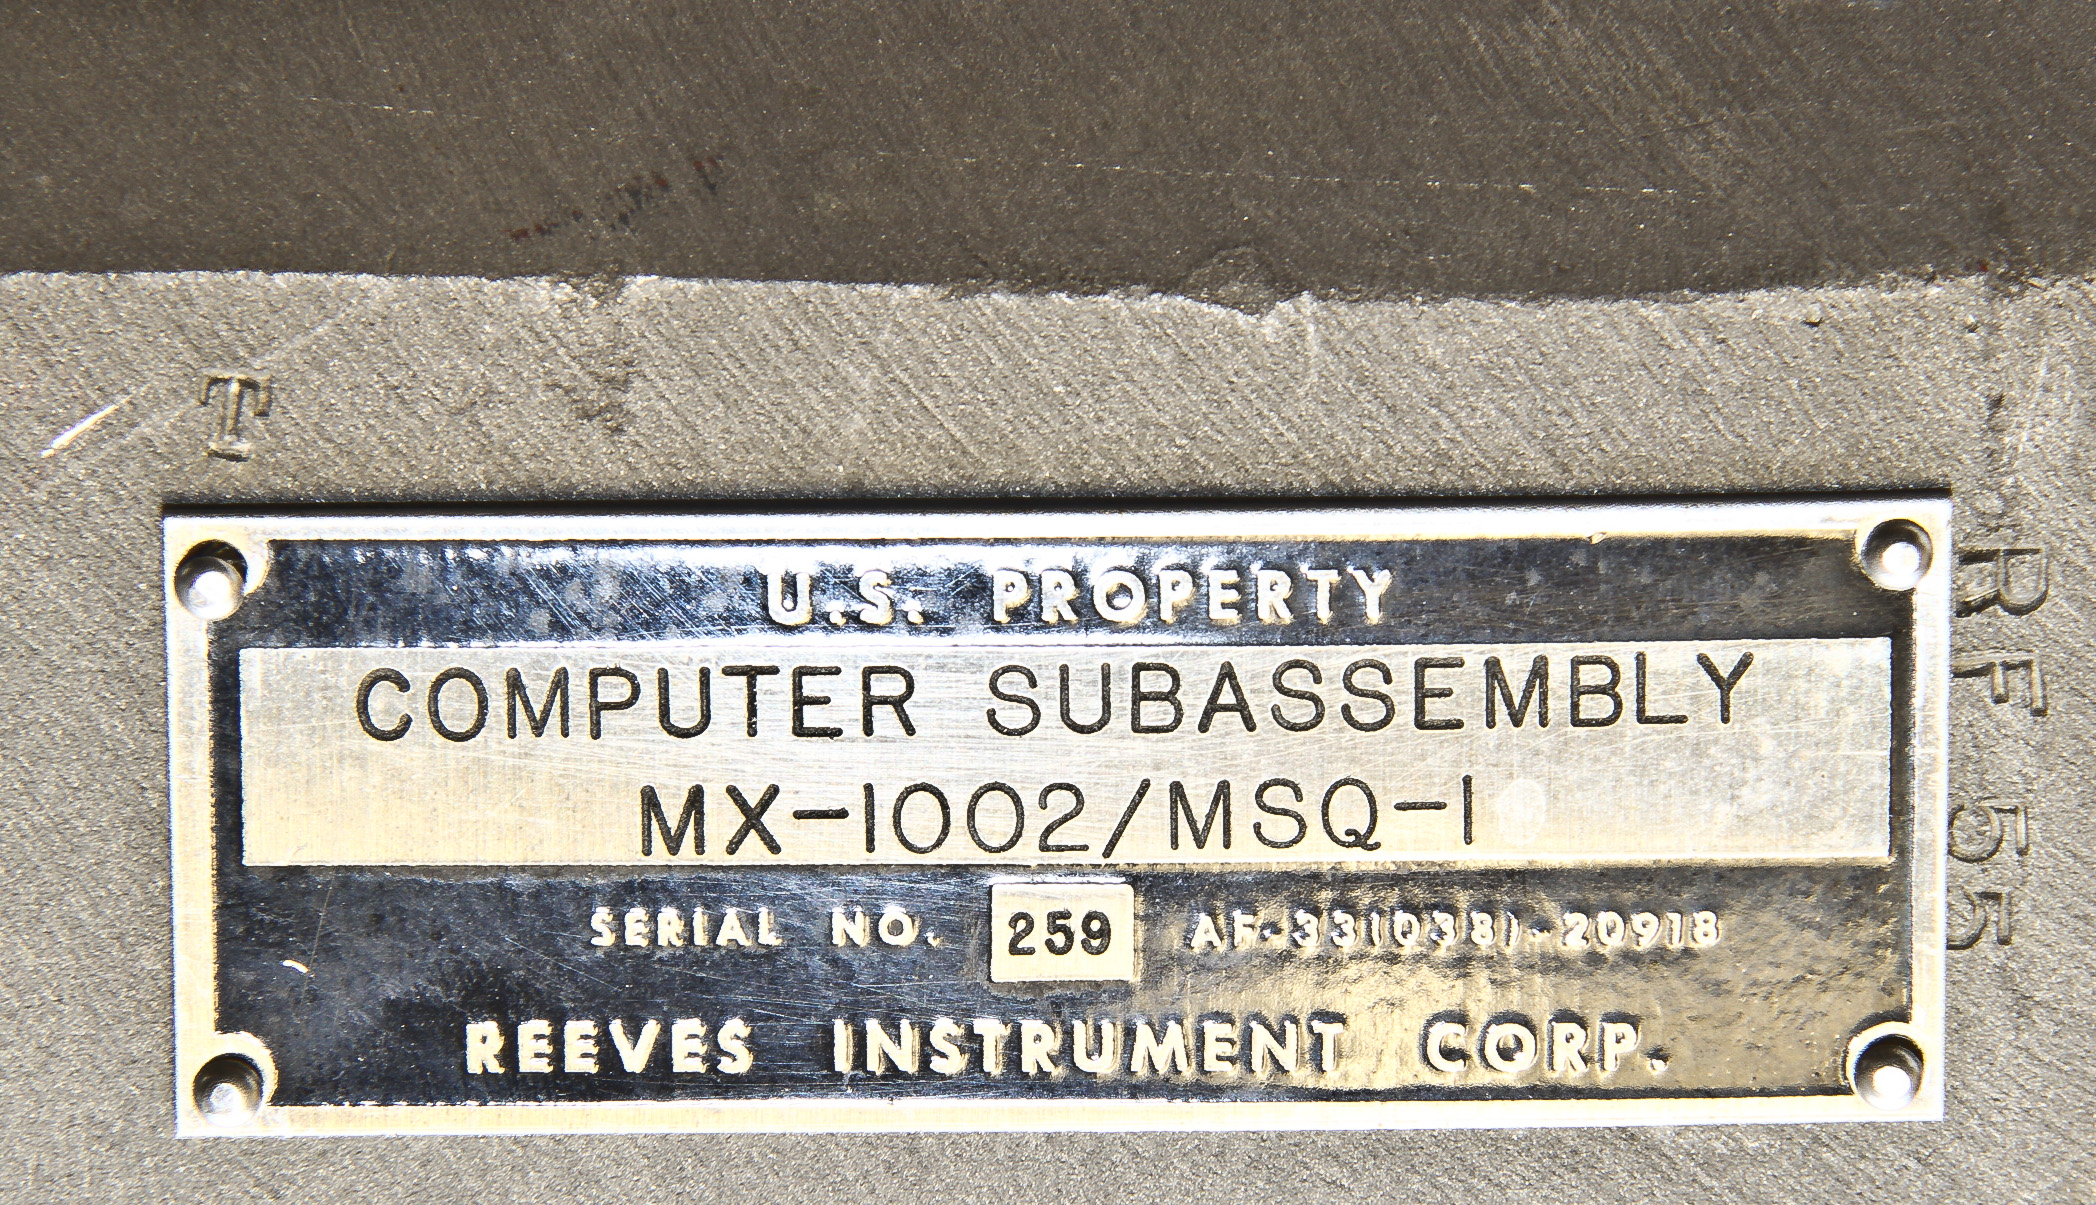 T
U.S. PROPERTY
COMPUTER SUBASSEMBLY
MX-1002/MSQ-1
SERIAL NO. 259 AF-33(038)-20918
REEVES INSTRUMENT CORP.
RF 55